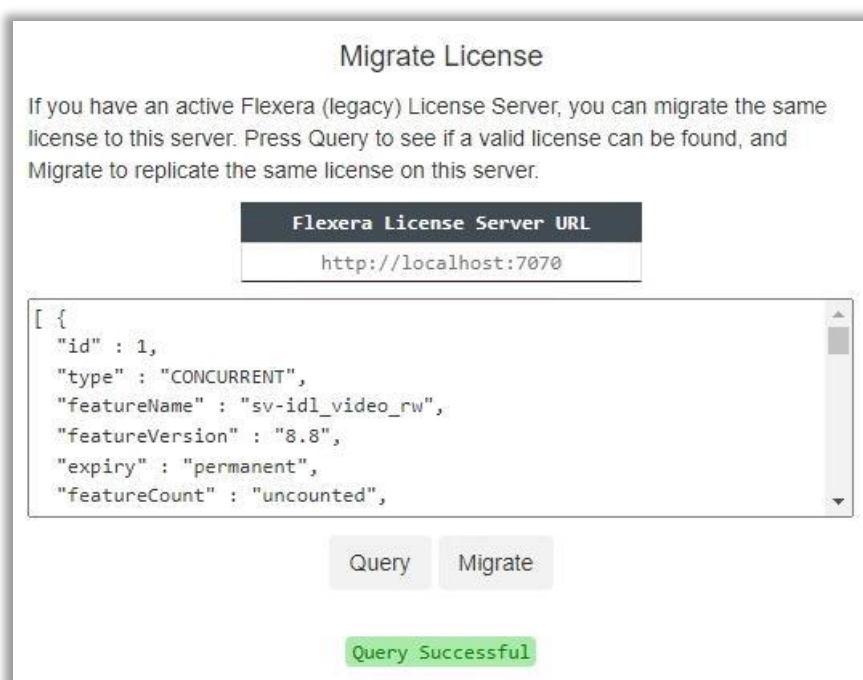 Migrate License
If you have an active Flexera (legacy) License Server, you can migrate the same
license to this server. Press Query to see if a valid license can be found, and
Migrate to replicate the same license on this server.
Flexera License Server URL
http://localhost:7070
[ {
"id" : 1,
"type" : "CONCURRENT",
"featureName" : "sv-idl_video_rw",
"featureVersion" : "8.8",
"expiry" : "permanent",
"featureCount" : "uncounted",
Query Migrate
Query Successful